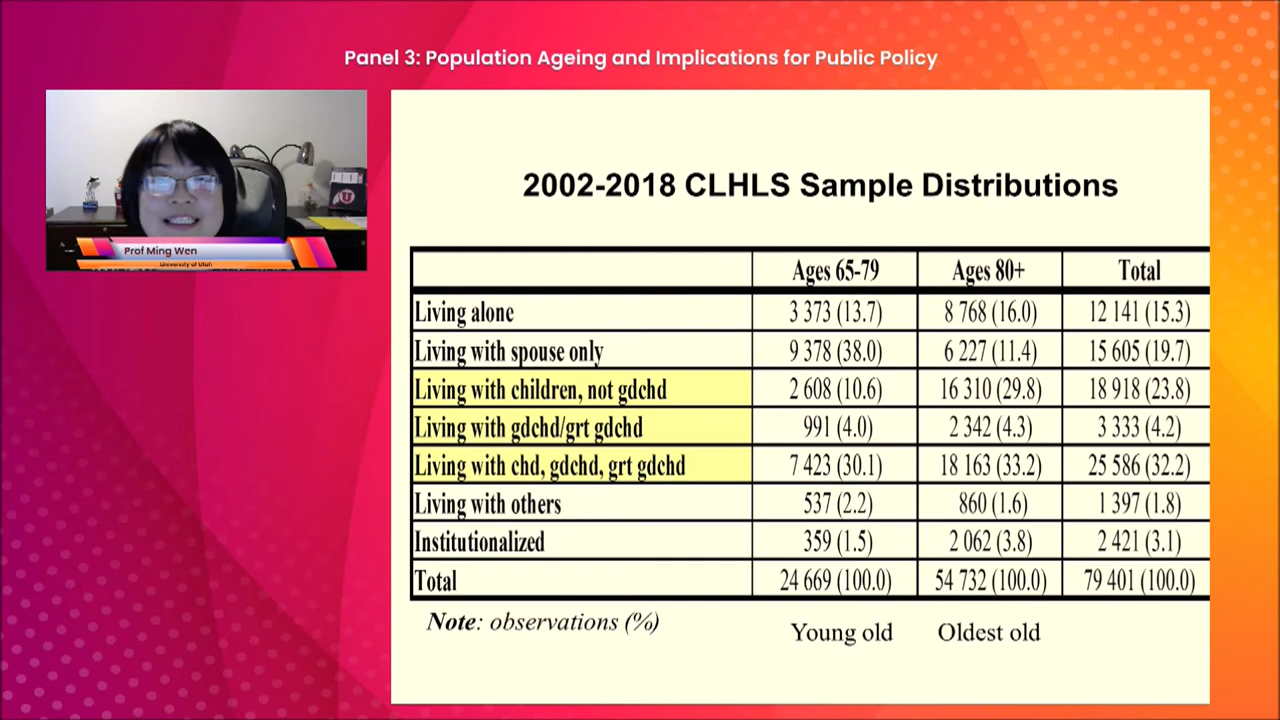 Panel 3: Population Ageing and Implications for Public Policy
U
Prof Ming Wen
University of Utah
2002-2018 CLHLS Sample Distributions
Ages 65-79 Ages 80+ Total
Living alone 3 373 (13.7) 8 768 (16.0) 12 141 (15.3)
Living with spouse only 9 378 (38.0) 6 227 (11.4) 15 605 (19.7)
Living with children, not gdchd 2 608 (10.6) 16 310 (29.8) 18 918 (23.8)
Living with gdchd/grt gdchd 991 (4.0) 2 342 (4.3) 3 333 (4.2)
Living with chd, gdchd, grt gdchd 7 423 (30.1) 18 163 (33.2) 25 586 (32.2)
Living with others 537 (2.2) 860 (1.6) 1 397 (1.8)
Institutionalized 359 (1.5) 2 062 (3.8) 2 421 (3.1)
Total 24 669 (100.0) 54 732 (100.0) 79 401 (100.0)
Note: observations (%)
Young old Oldest old